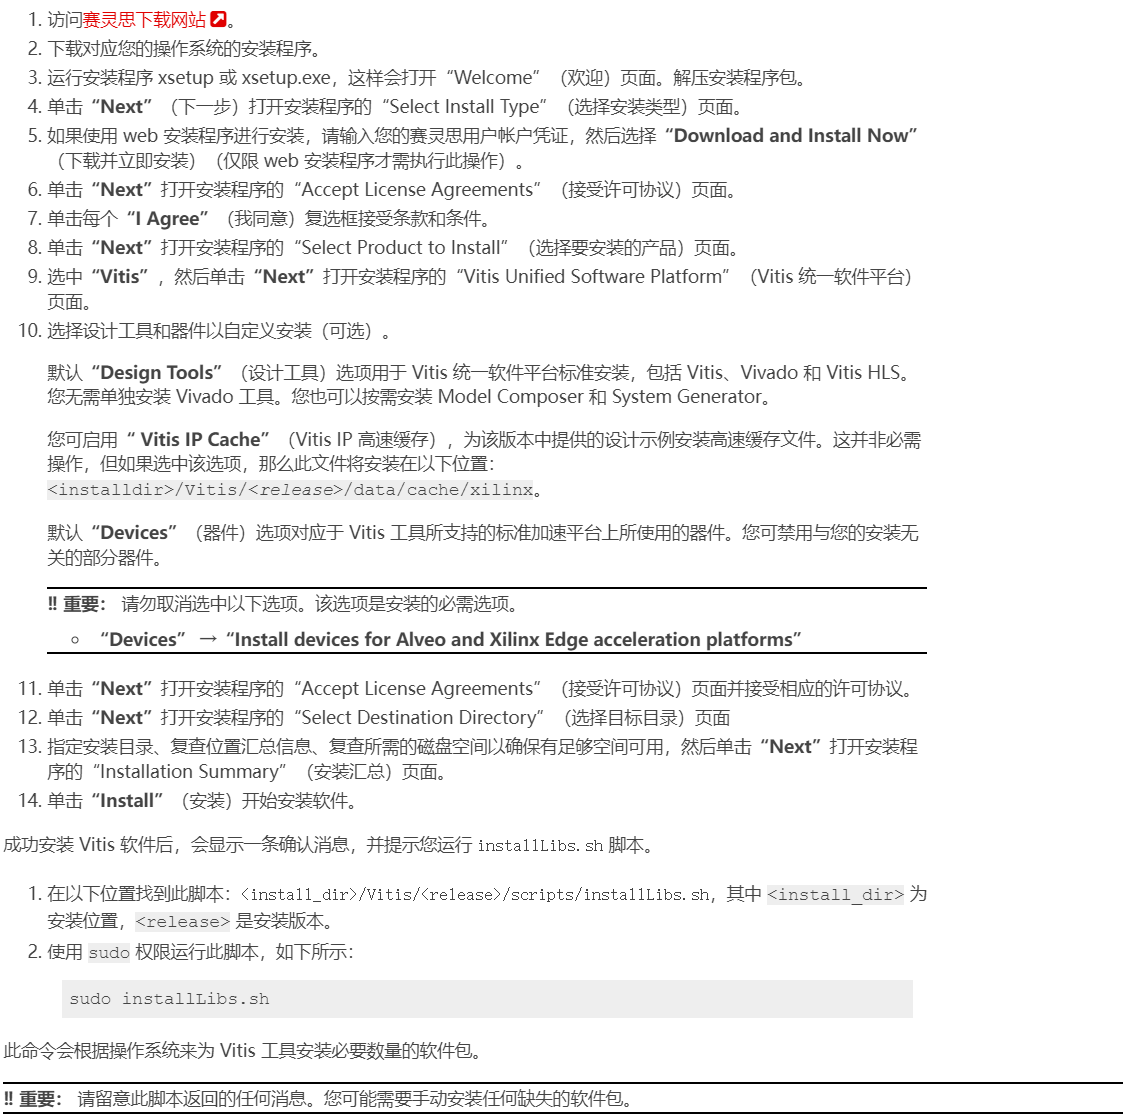 1. 访问赛灵思下载网站。
2. 下载对应您的操作系统的安装程序。
3. 运行安装程序 xsetup 或 xsetup.exe，这样会打开“Welcome”（欢迎）页面。解压安装程序包。
4. 单击“Next”（下一步）打开安装程序的“Select Install Type”（选择安装类型）页面。
5. 如果使用 web 安装程序进行安装，请输入您的赛灵思用户帐户凭证，然后选择“Download and Install Now”
（下载并立即安装）（仅限 web 安装程序才需执行此操作）。
6. 单击“Next”打开安装程序的“Accept License Agreements”（接受许可协议）页面。
7. 单击每个“I Agree”（我同意）复选框接受条款和条件。
8. 单击“Next”打开安装程序的“Select Product to Install”（选择要安装的产品）页面。
9. 选中“Vitis”，然后单击“Next”打开安装程序的“Vitis Unified Software Platform”（Vitis 统一软件平台）
页面。
10. 选择设计工具和器件以自定义安装（可选）。
默认“Design Tools”（设计工具）选项用于 Vitis 统一软件平台标准安装，包括 Vitis、Vivado 和 Vitis HLS。
您无需单独安装 Vivado 工具。您也可以按需安装 Model Composer 和 System Generator。
您可启用“ Vitis IP Cache”（Vitis IP 高速缓存），为该版本中提供的设计示例安装高速缓存文件。这并非必需
操作，但如果选中该选项，那么此文件将安装在以下位置：
<installdir>/Vitis/<release>/data/cache/xilinx。
默认“Devices”（器件）选项对应于 Vitis 工具所支持的标准加速平台上所使用的器件。您可禁用与您的安装无
关的部分器件。
‼ 重要： 请勿取消选中以下选项。该选项是安装的必需选项。
○ “Devices” → “Install devices for Alveo and Xilinx Edge acceleration platforms”
11. 单击“Next”打开安装程序的“Accept License Agreements”（接受许可协议）页面并接受相应的许可协议。
12. 单击“Next”打开安装程序的“Select Destination Directory”（选择目标目录）页面
13. 指定安装目录、复查位置汇总信息、复查所需的磁盘空间以确保有足够空间可用，然后单击“Next”打开安装程
序的“Installation Summary”（安装汇总）页面。
14. 单击“Install”（安装）开始安装软件。
成功安装 Vitis 软件后，会显示一条确认消息，并提示您运行 installLibs.sh 脚本。
1. 在以下位置找到此脚本：<install_dir>/Vitis/<release>/scripts/installLibs.sh，其中 <install_dir> 为
安装位置，<release> 是安装版本。
2. 使用 sudo 权限运行此脚本，如下所示：
sudo installLibs.sh
此命令会根据操作系统来为 Vitis 工具安装必要数量的软件包。
‼ 重要： 请留意此脚本返回的任何消息。您可能需要手动安装任何缺失的软件包。